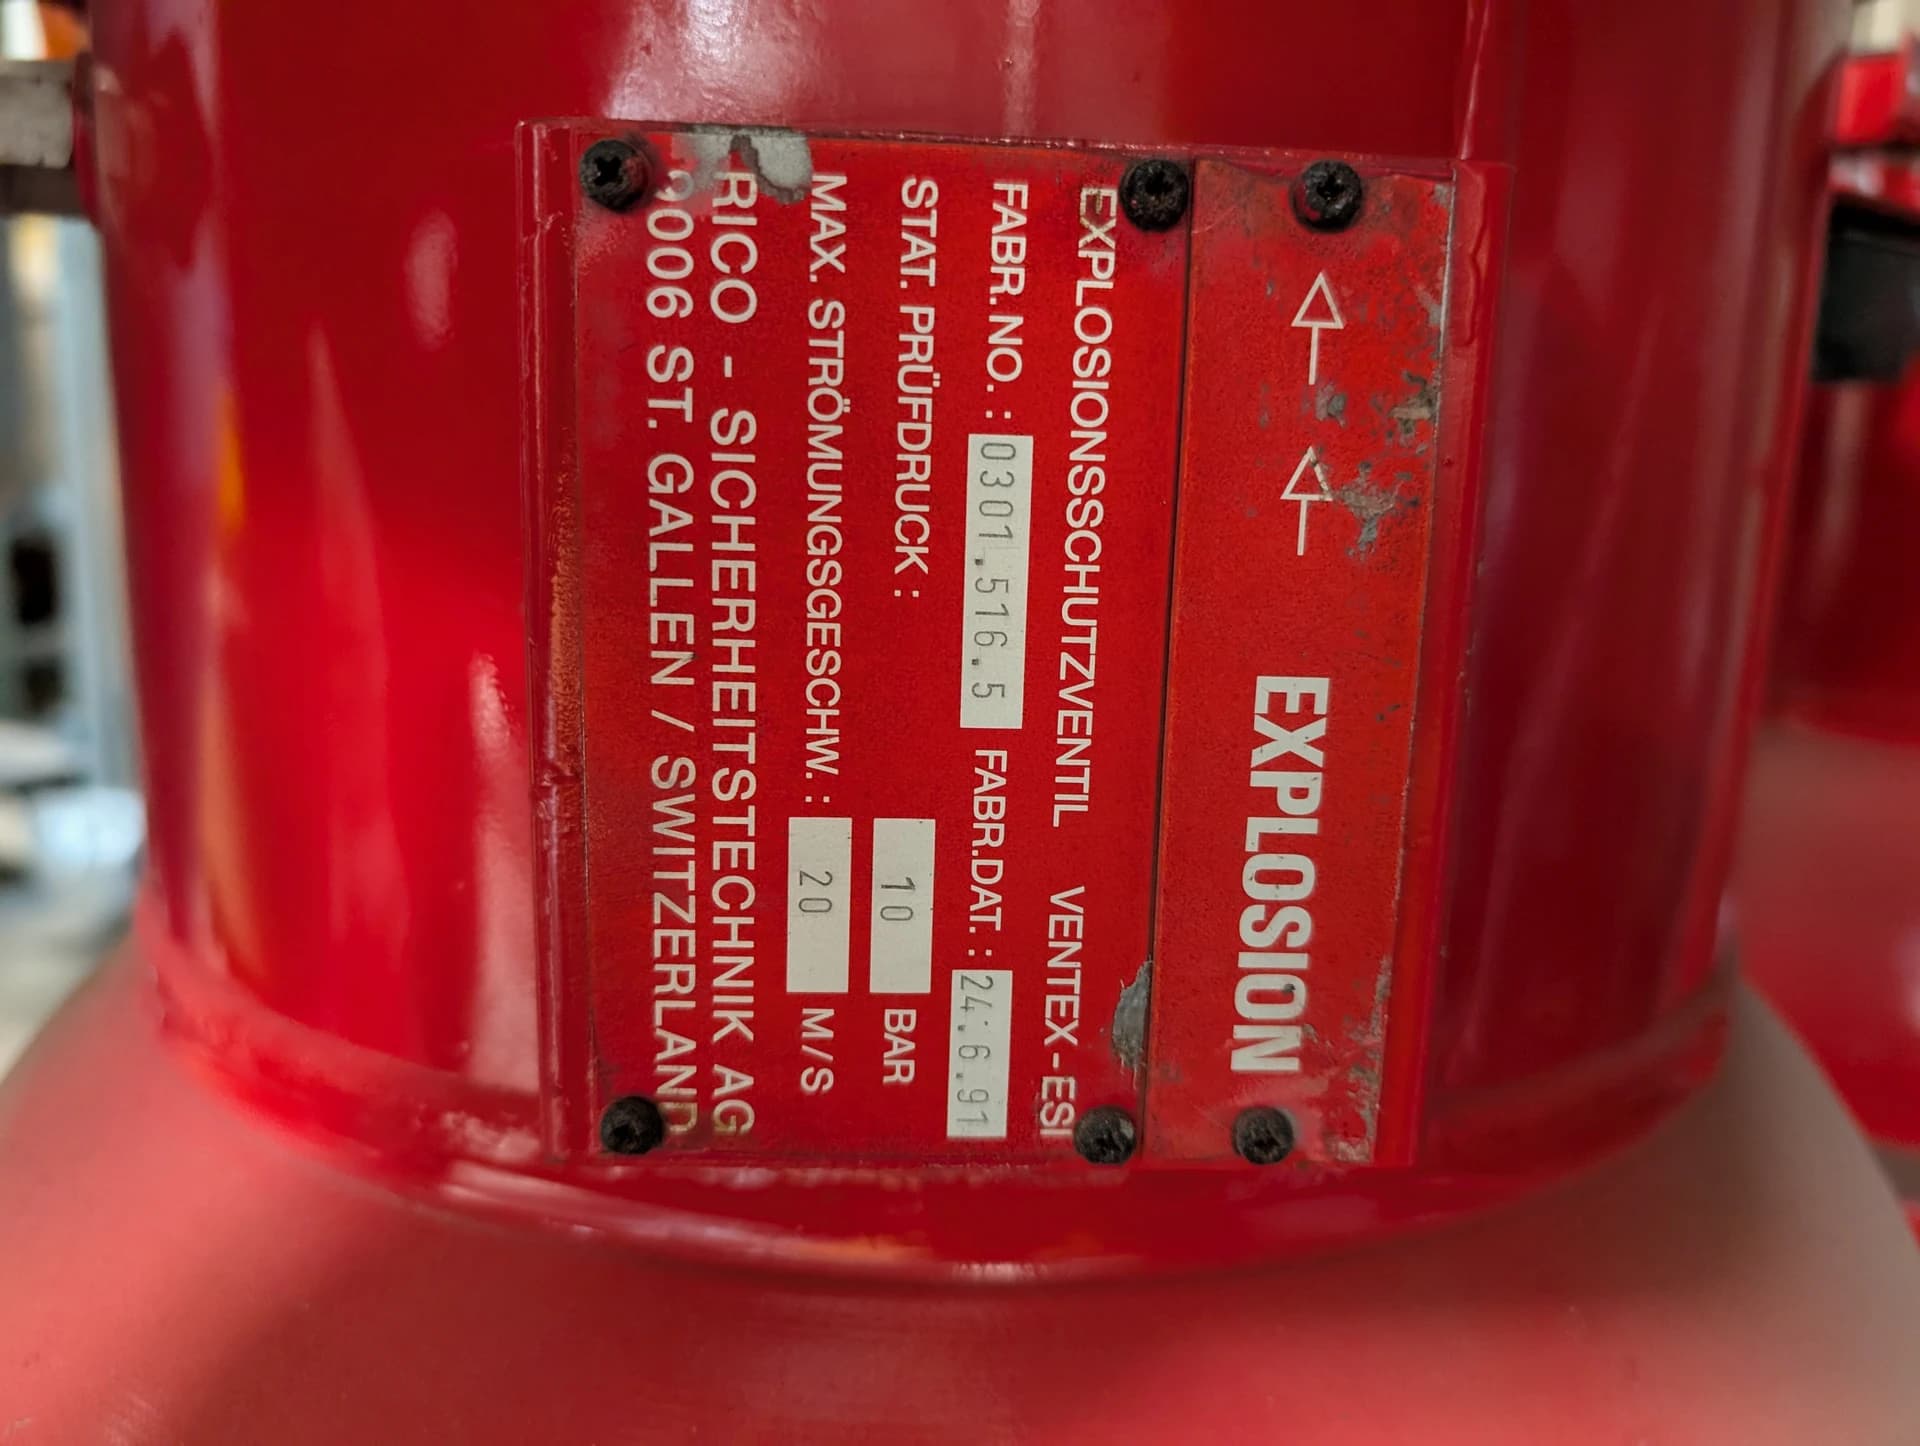 EXPLOSION
EXPLOSIONSSCHUTZVENTIL VENTEX-ESI
FABR. NO. : 0301.516.5 FABR.DAT. : 24.6.91
STAT. PRÜFDRUCK : 10 BAR
MAX. STRÖMUNGSGESCHW. : 20 M/S
RICO - SICHERHEITSTECHNIK AG
9006 ST. GALLEN / SWITZERLAND